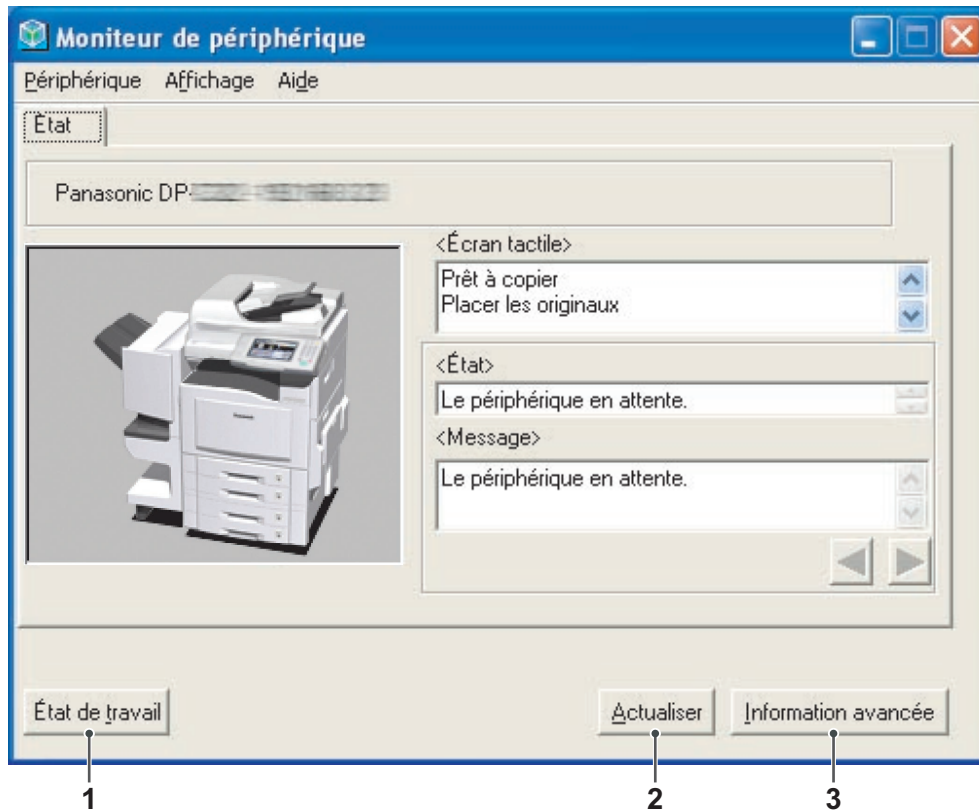 Moniteur de périphérique
Périphérique Affichage Aide
État
Panasonic DP-
<Écran tactile>
Prêt à copier
Placer les originaux
<État>
Le périphérique en attente.
<Message>
Le périphérique en attente.
État de travail
Actualiser
Information avancée
1
2
3